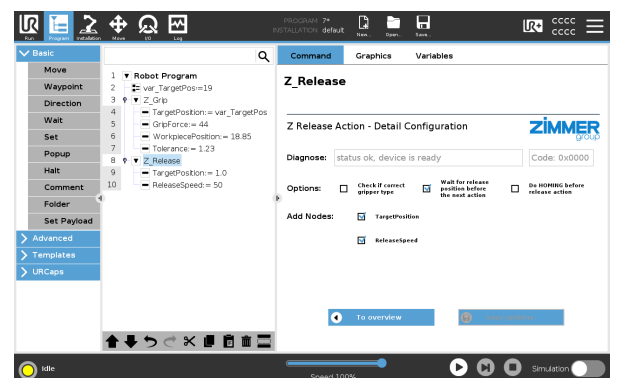 Run
Program
Installation
Move
I/O
Log
PROGRAM 7*
INSTALLATION default
New...
Open...
Save...
UR+
CCCC
CCCC
Basic
Move
Waypoint
Direction
Wait
Set
Popup
Halt
Comment
Folder
Set Payload
Advanced
Templates
URCaps
1 Robot Program
2 var_TargetPos:=19
3 Z_Grip
4 TargetPosition:= var_TargetPos
5 GripForce:= 44
6 WorkpiecePosition:= 18.85
7 Tolerance:= 1.23
8 Z_Release
9 TargetPosition:= 1.0
10 ReleaseSpeed:= 50
Command Graphics Variables
Z_Release
Z Release Action - Detail Configuration
ZIMMER
group
Diagnose: status ok, device is ready Code: 0x0000
Options:
Check if correct
gripper type
Wait for release
position before
the next action
Do HOMING before
release action
Add Nodes:
TargetPosition
ReleaseSpeed
To overview
Idle
Speed 100%
Simulation